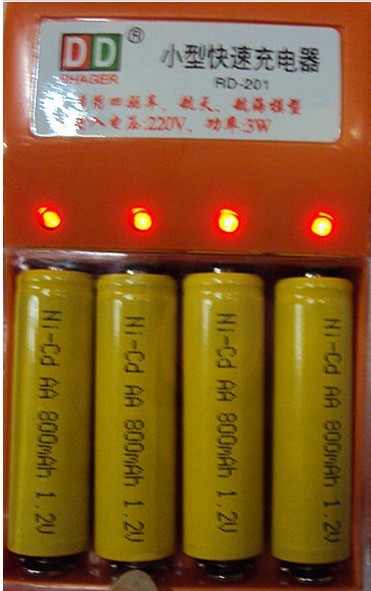 DD ®
小型快速充电器
SHAGER
RD-201
专用四驱车、航天、航海模型
输入电压:220V、功率:3W
Ni-Cd AA 800mAh 1.2V
Ni-Cd AA 800mAh 1.2V
Ni-Cd AA 800mAh 1.2V
Ni-Cd AA 800mAh 1.2V